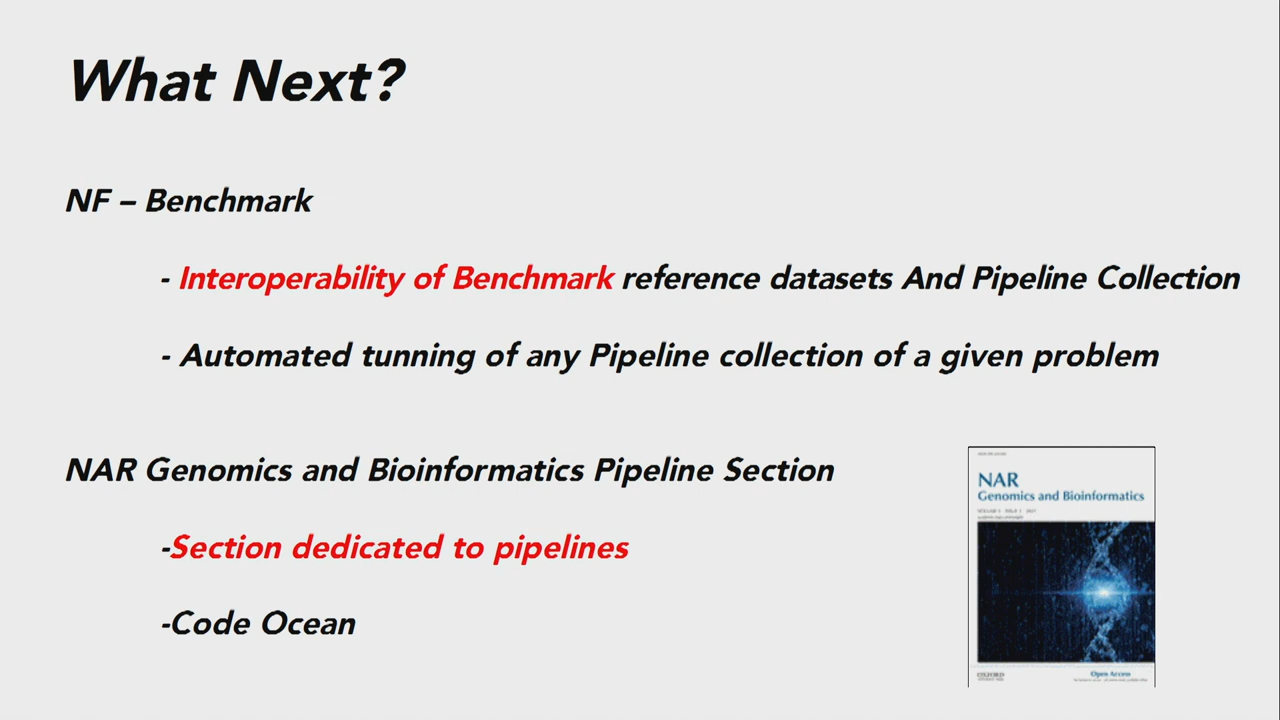 What Next?
NF – Benchmark
- Interoperability of Benchmark reference datasets And Pipeline Collection
- Automated tunning of any Pipeline collection of a given problem
NAR Genomics and Bioinformatics Pipeline Section
-Section dedicated to pipelines
-Code Ocean
NAR
Genomics and Bioinformatics
OXFORD
Open Access